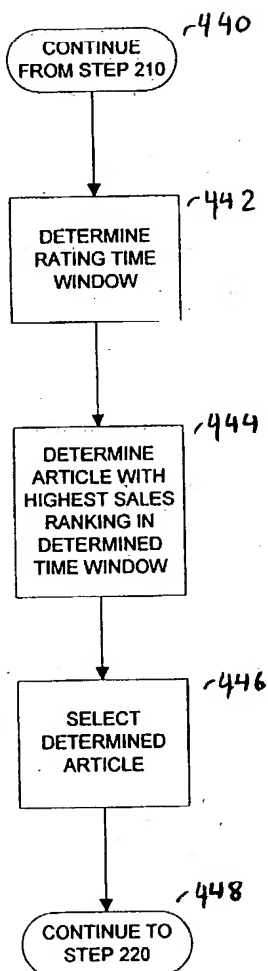 440
CONTINUE
FROM STEP 210
442
DETERMINE
RATING TIME
WINDOW
444
DETERMINE
ARTICLE WITH
HIGHEST SALES
RANKING IN
DETERMINED
TIME WINDOW
446
SELECT
DETERMINED
ARTICLE
448
CONTINUE TO
STEP 220